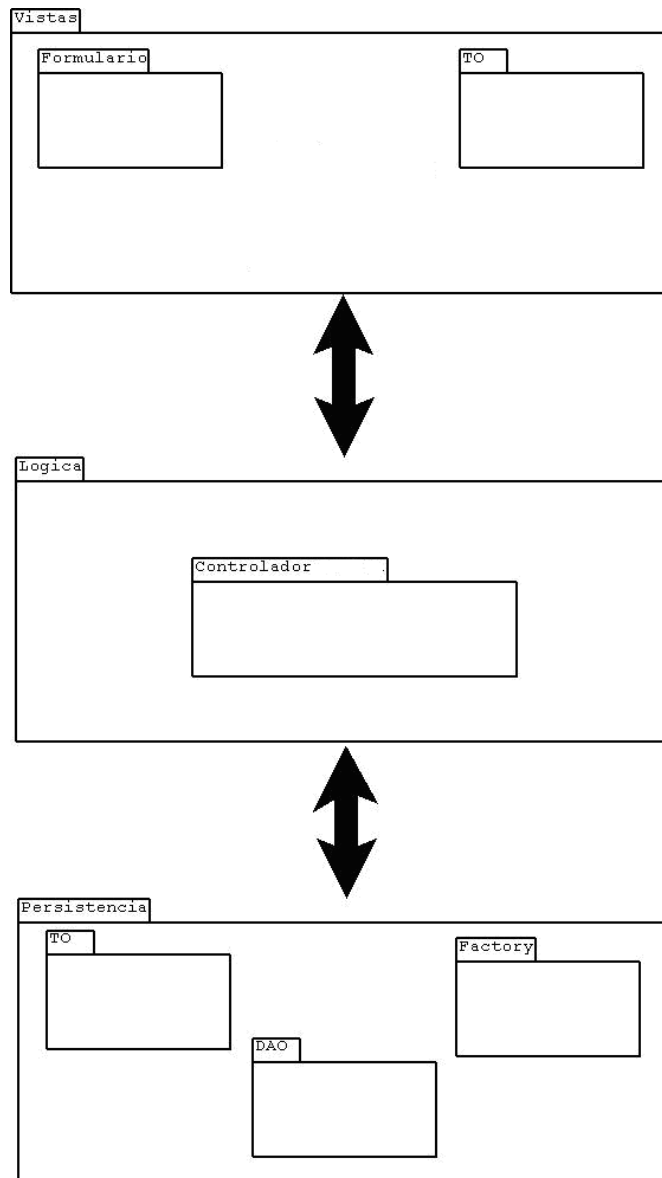 Vistas
Formulario
TO
Logica
Controlador
Persistencia
TO
Factory
DAO